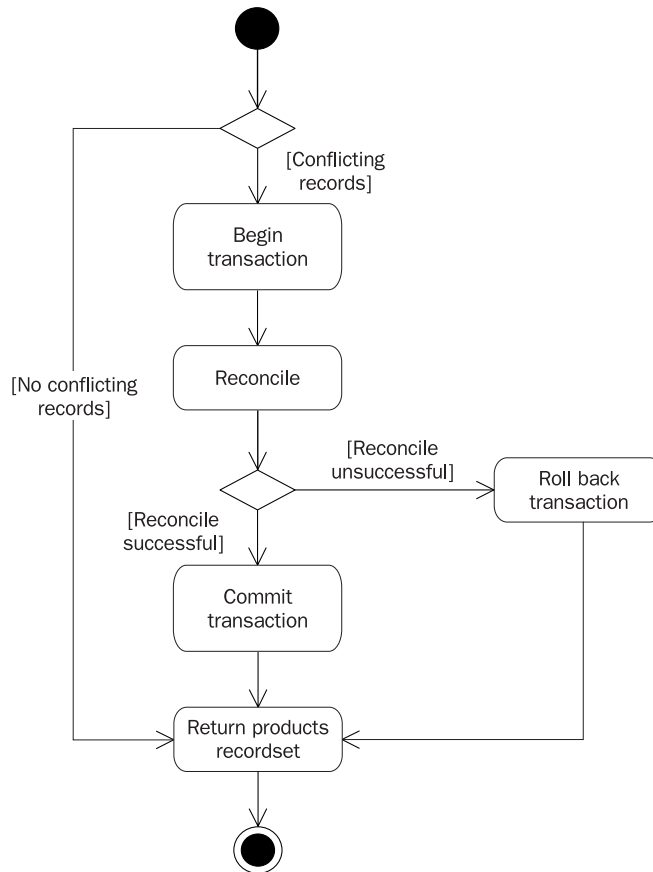 [Conflicting
records]
Begin
transaction
Reconcile
[No conflicting
records]
[Reconcile
unsuccessful]
Roll back
transaction
[Reconcile
successful]
Commit
transaction
Return products
recordset